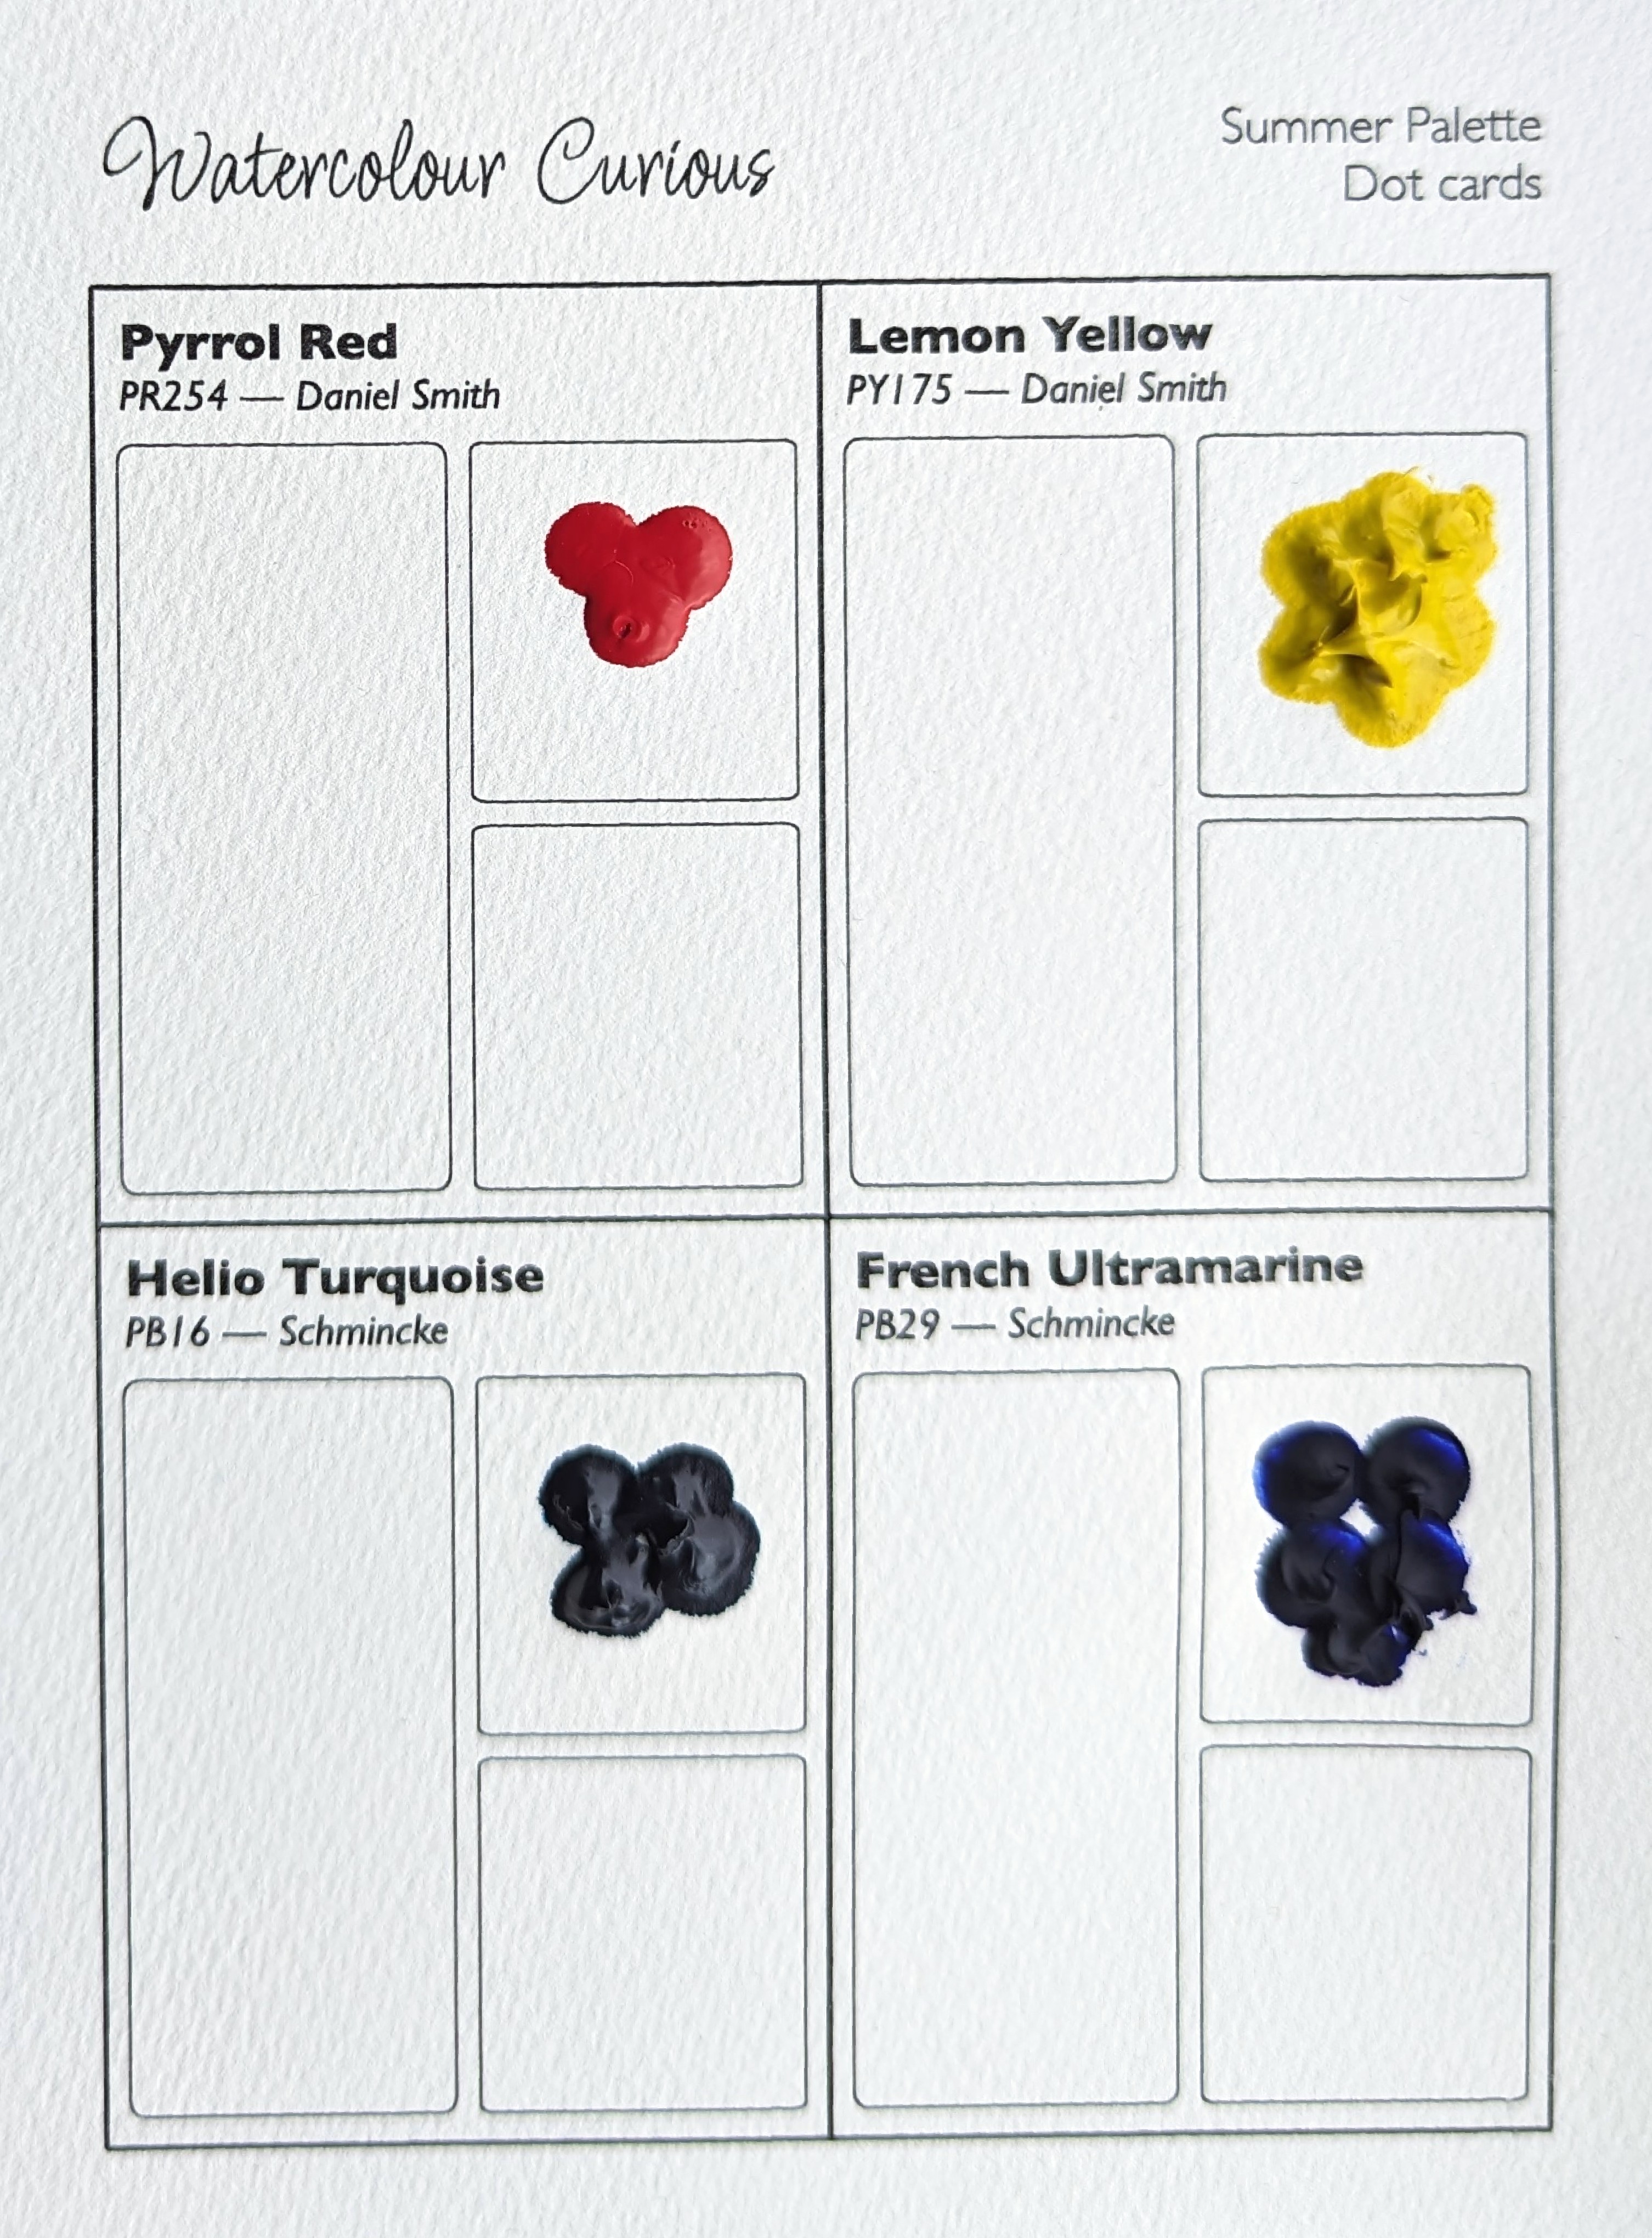 Watercolour Curious
Summer Palette
Dot cards
Pyrrol Red
PR254 — Daniel Smith
Lemon Yellow
PY175 — Daniel Smith
Helio Turquoise
PB16 — Schmincke
French Ultramarine
PB29 — Schmincke